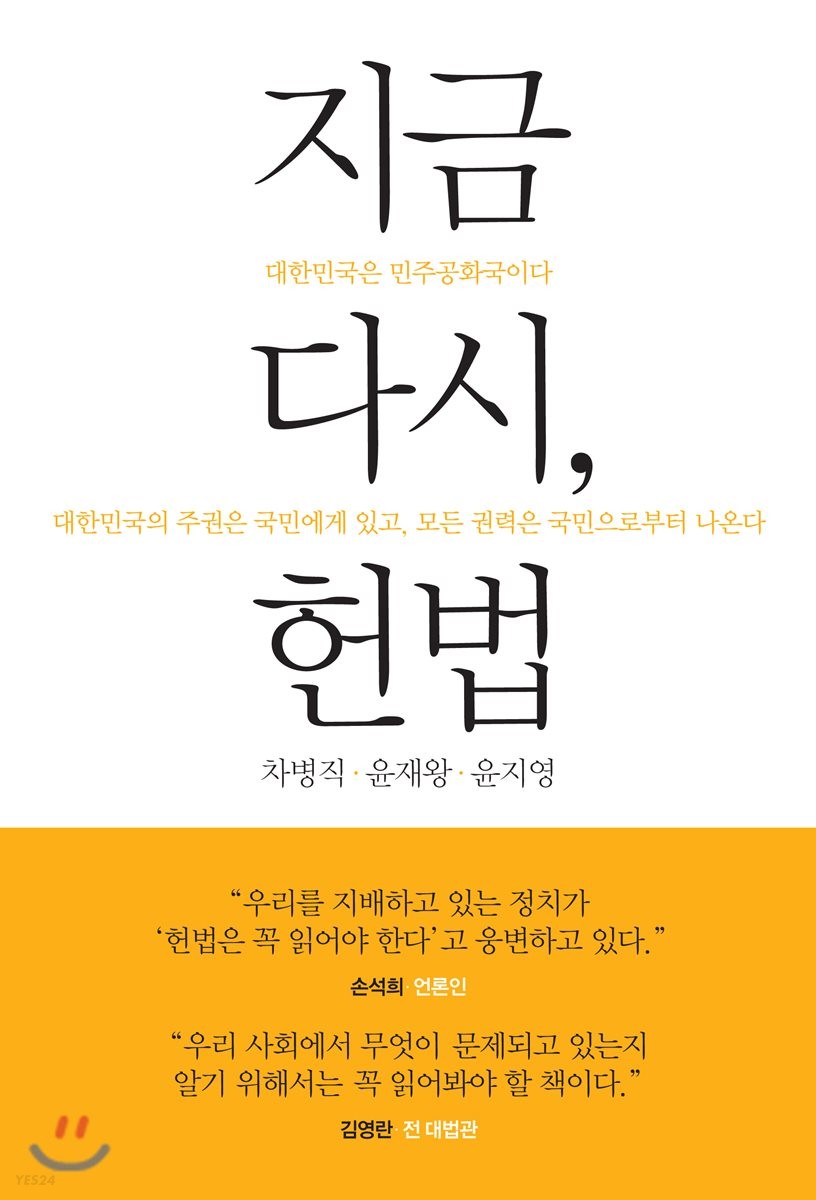 지금
대한민국은 민주공화국이다
다시,
대한민국의 주권은 국민에게 있고, 모든 권력은 국민으로부터 나온다
헌법
차병직 · 윤재왕 · 윤지영
“우리를 지배하고 있는 정치가
‘헌법은 꼭 읽어야 한다’고 웅변하고 있다.”
손석희 · 언론인
“우리 사회에서 무엇이 문제되고 있는지
알기 위해서는 꼭 읽어봐야 할 책이다.”
김영란 · 전 대법관
YES24